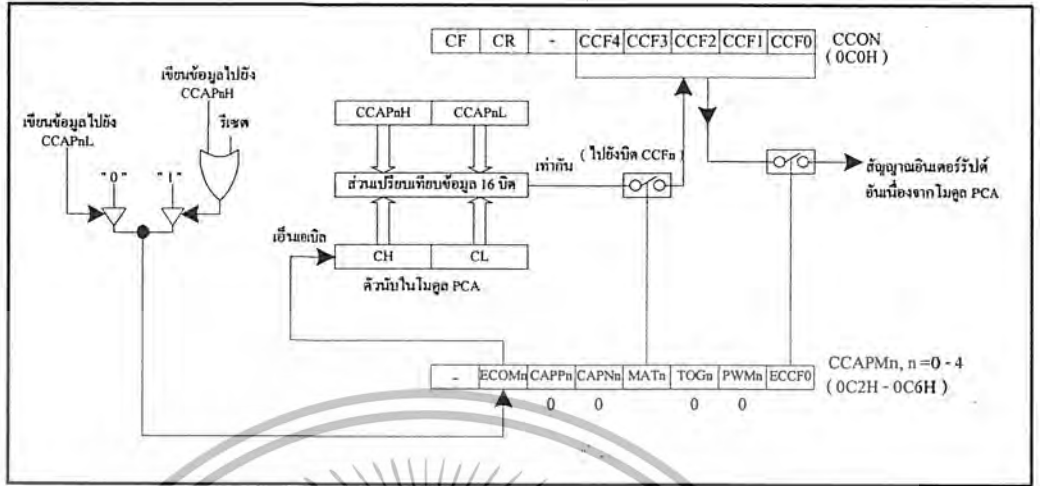 CF CR - CCF4 CCF3 CCF2 CCF1 CCF0 CCON
( 0C0H )
เขียนข้อมูลไปยัง
CCAPnH
รีเซต
เขียนข้อมูลไปยัง
CCAPnL
"0" "1"
CCAPnH CCAPnL
ส่วนเปรียบเทียบข้อมูล 16 บิต
เท่ากัน
( ไปยังบิต CCFn )
สัญญาณอินเตอร์รัปต์
อันเนื่องจากโมดูล PCA
เอ็นเอเบิล
CH CL
ตัวนับในโมดูล PCA
- ECOMn CAPPn CAPNn MATn TOGn PWMn ECCF0
CCAPMn, n =0 - 4
( 0C2H - 0C6H )
0 0 0 0